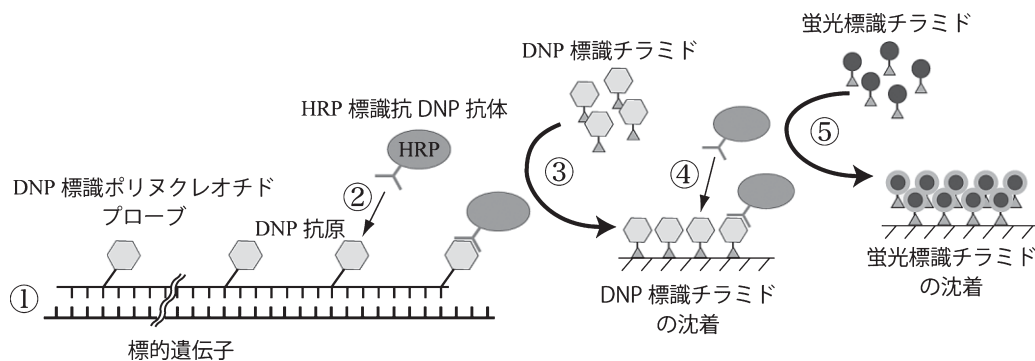 DNP 標識ポリヌクレオチド
プローブ
①
標的遺伝子
DNP 抗原
②
HRP 標識抗 DNP 抗体
HRP
DNP 標識チラミド
③
④
DNP 標識チラミド
の沈着
蛍光標識チラミド
⑤
蛍光標識チラミド
の沈着